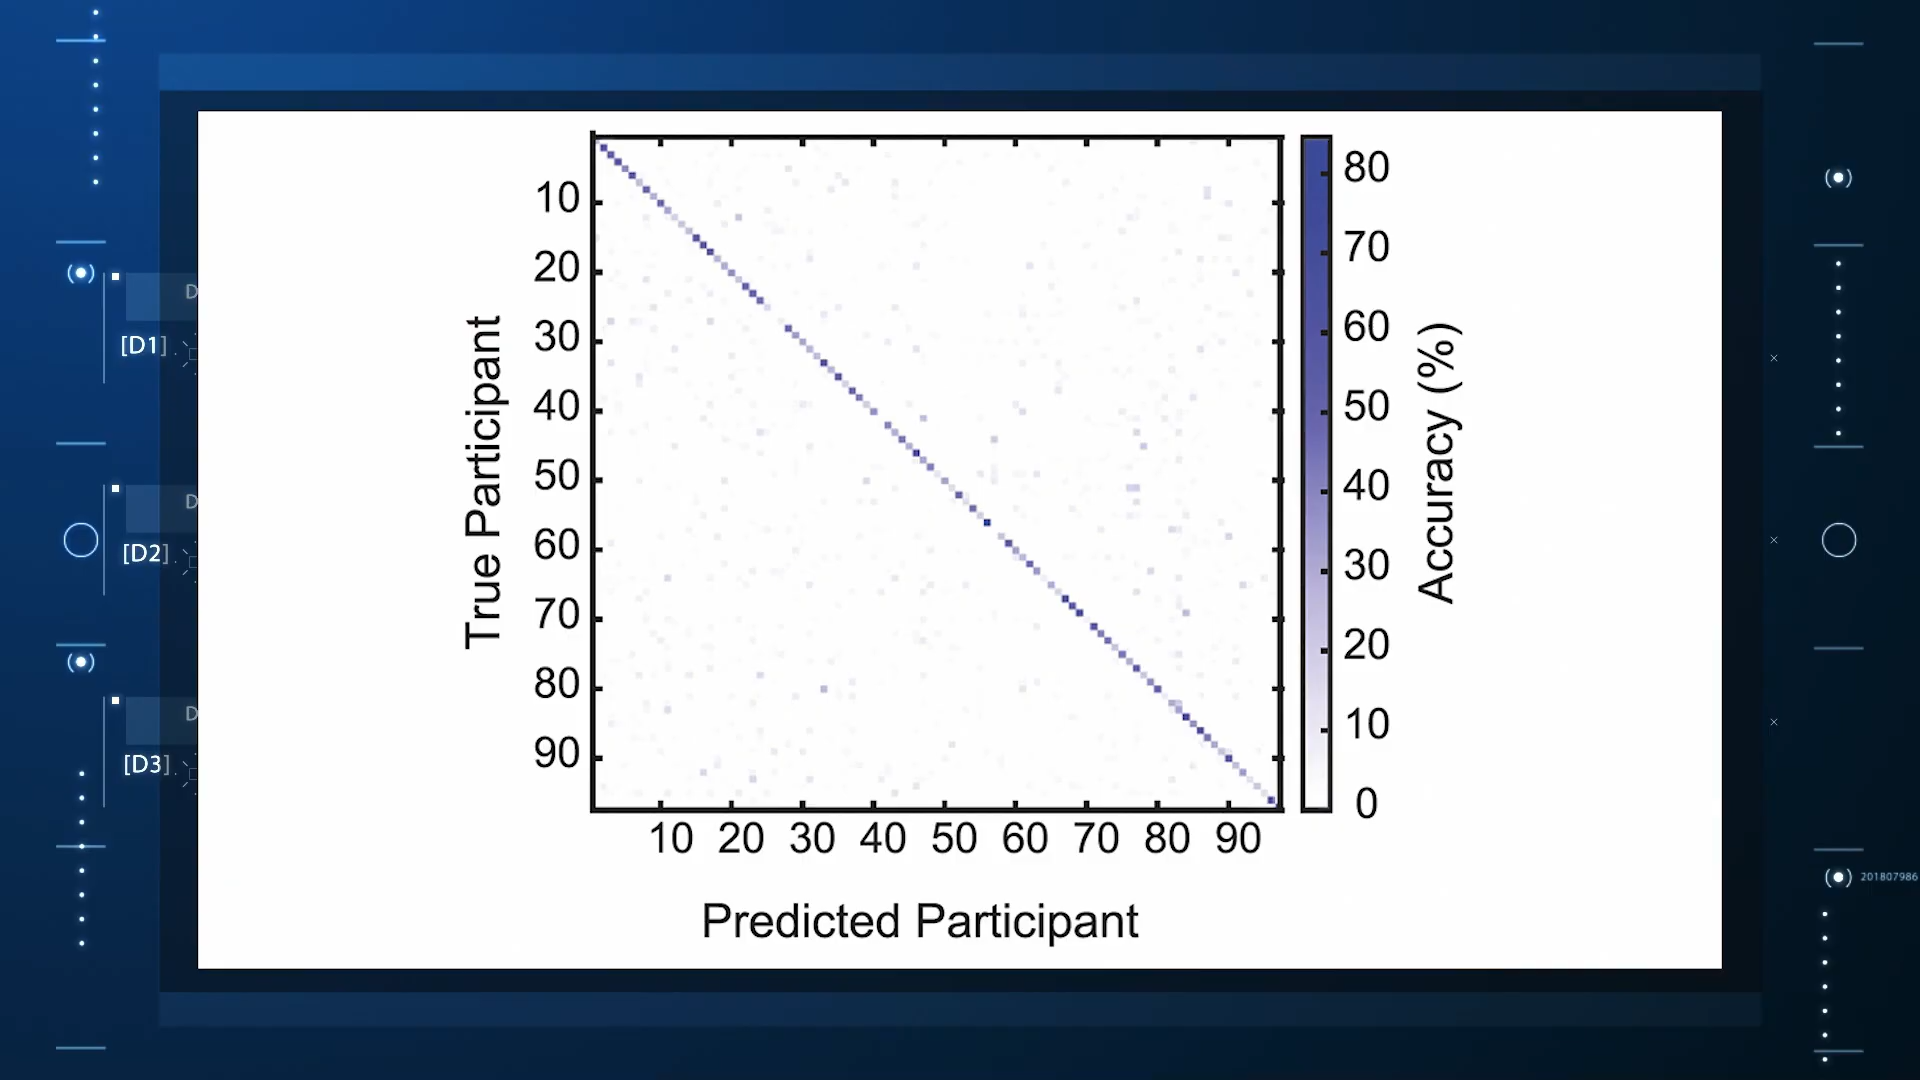 10
20
30
40
50
60
70
80
90
True Participant
10 20 30 40 50 60 70 80 90
Predicted Participant
80
70
60
50
40
30
20
10
0
Accuracy (%)
D
[D1]
D
[D2]
D
[D3]
201807986